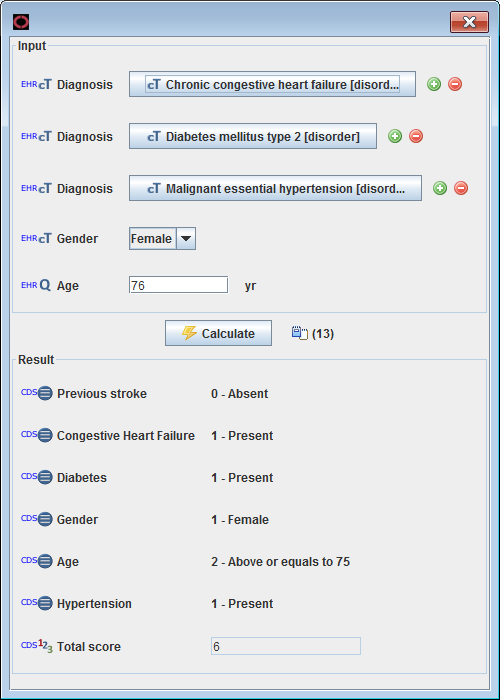 Input
EHR cT Diagnosis cT Chronic congestive heart failure [disord...
EHR cT Diagnosis cT Diabetes mellitus type 2 [disorder]
EHR cT Diagnosis cT Malignant essential hypertension [disord...
EHR cT Gender Female
EHR Q Age 76 yr
Calculate (13)
Result
CDS Previous stroke 0 - Absent
CDS Congestive Heart Failure 1 - Present
CDS Diabetes 1 - Present
CDS Gender 1 - Female
CDS Age 2 - Above or equals to 75
CDS Hypertension 1 - Present
CDS 123 Total score 6